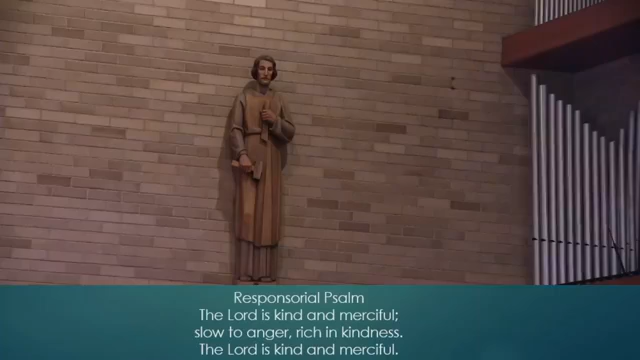 Responsorial Psalm
The Lord is kind and merciful;
slow to anger, rich in kindness.
The Lord is kind and merciful.